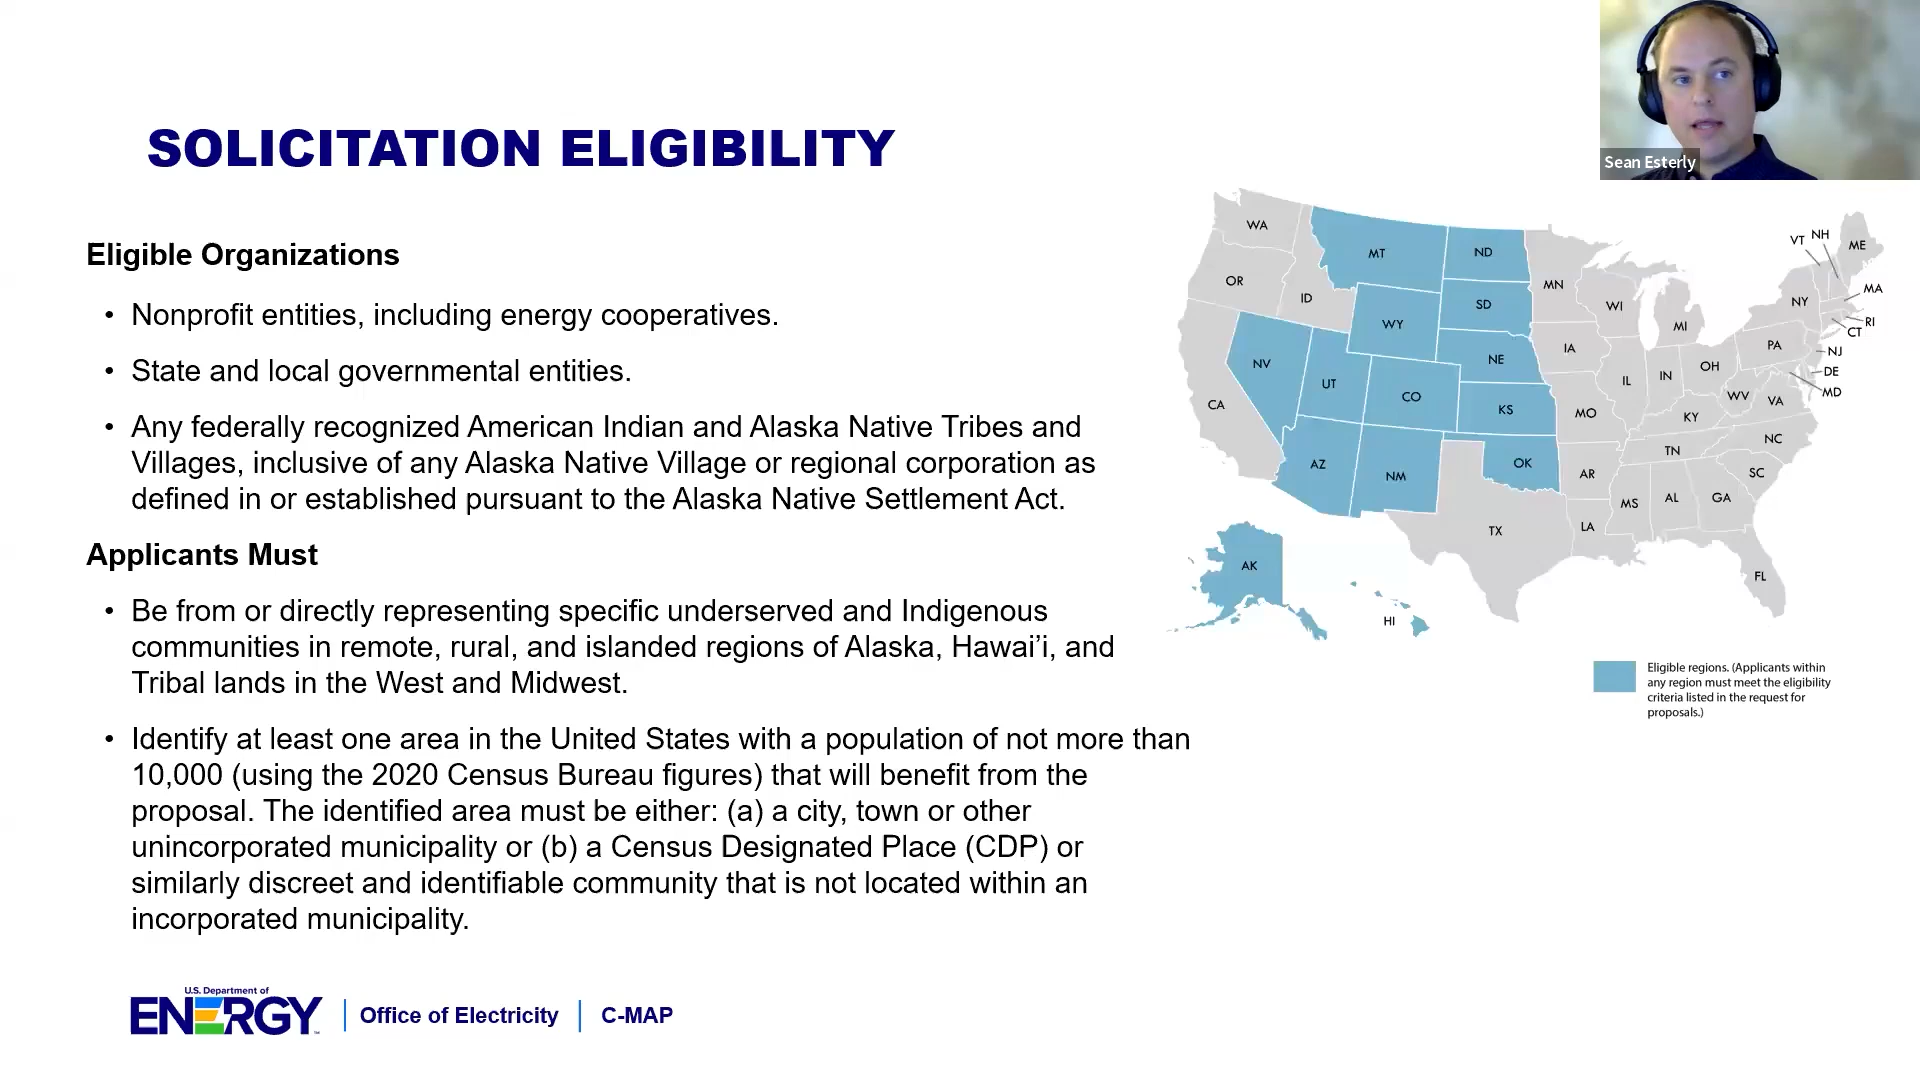 Sean Esterly
SOLICITATION ELIGIBILITY
Eligible Organizations
• Nonprofit entities, including energy cooperatives.
• State and local governmental entities.
• Any federally recognized American Indian and Alaska Native Tribes and
Villages, inclusive of any Alaska Native Village or regional corporation as
defined in or established pursuant to the Alaska Native Settlement Act.
Applicants Must
• Be from or directly representing specific underserved and Indigenous
communities in remote, rural, and islanded regions of Alaska, Hawai’i, and
Tribal lands in the West and Midwest.
• Identify at least one area in the United States with a population of not more than
10,000 (using the 2020 Census Bureau figures) that will benefit from the
proposal. The identified area must be either: (a) a city, town or other
unincorporated municipality or (b) a Census Designated Place (CDP) or
similarly discreet and identifiable community that is not located within an
incorporated municipality.
WA
OR
ID
MT
ND
SD
WY
NE
NV
UT
CO
KS
CA
AZ
NM
OK
TX
MN
WI
IA
MO
AR
LA
MI
IL
IN
OH
KY
TN
MS
AL
GA
FL
SC
NC
VA
WV
PA
NY
VT
NH
ME
MA
RI
CT
NJ
DE
MD
AK
HI
Eligible regions. (Applicants within
any region must meet the eligibility
criteria listed in the request for
proposals.)
U.S. Department of
ENERGY
Office of Electricity
C-MAP